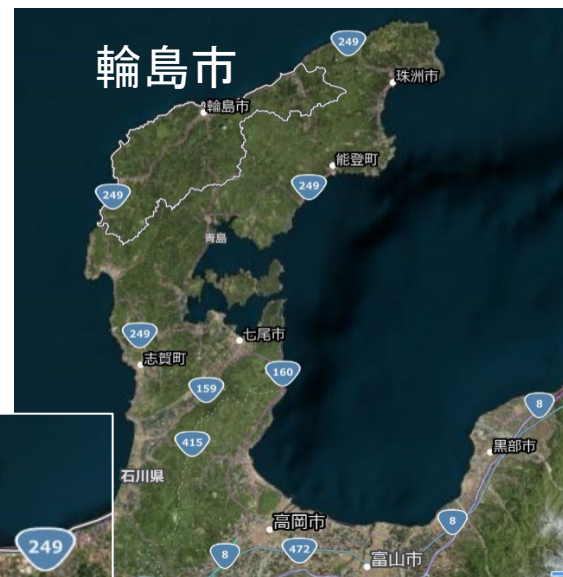 輪島市
249
珠洲市
輪島市
能登町
249
249
青島
249
七尾市
志賀町
160
159
8
415
黒部市
石川県
高岡市
8
249
8
472
富山市